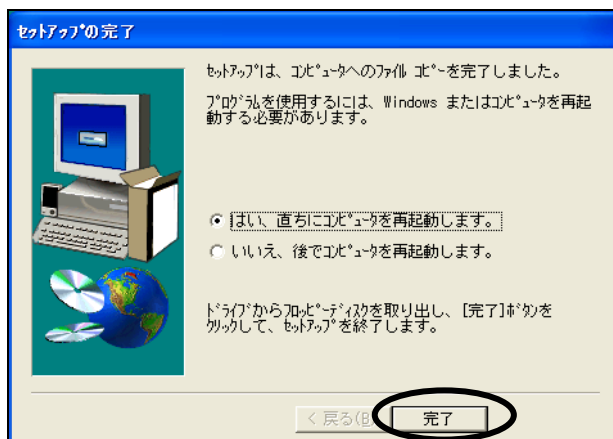 ｾｯﾄｱｯﾌﾟの完了
ｾｯﾄｱｯﾌﾟは、ｺﾝﾋﾟｭｰﾀへのﾌｧｲﾙ ｺﾋﾟｰを完了しました。
ﾌﾟﾛｸﾞﾗﾑを使用するには、Windows またはｺﾝﾋﾟｭｰﾀを再起
動する必要があります。
はい、直ちにｺﾝﾋﾟｭｰﾀを再起動します。
いいえ、後でｺﾝﾋﾟｭｰﾀを再起動します。
ﾄﾞﾗｲﾌﾞからﾌﾛｯﾋﾟｰﾃﾞｨｽｸを取り出し、[完了]ﾎﾞﾀﾝを
ｸﾘｯｸして、ｾｯﾄｱｯﾌﾟを終了します。
< 戻る(B
完了